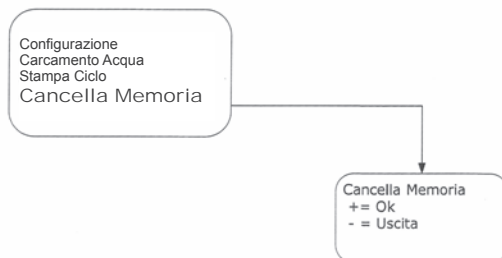 Configurazione
Carcamento Acqua
Stampa Ciclo
Cancella Memoria
Cancella Memoria
+= Ok
- = Uscita